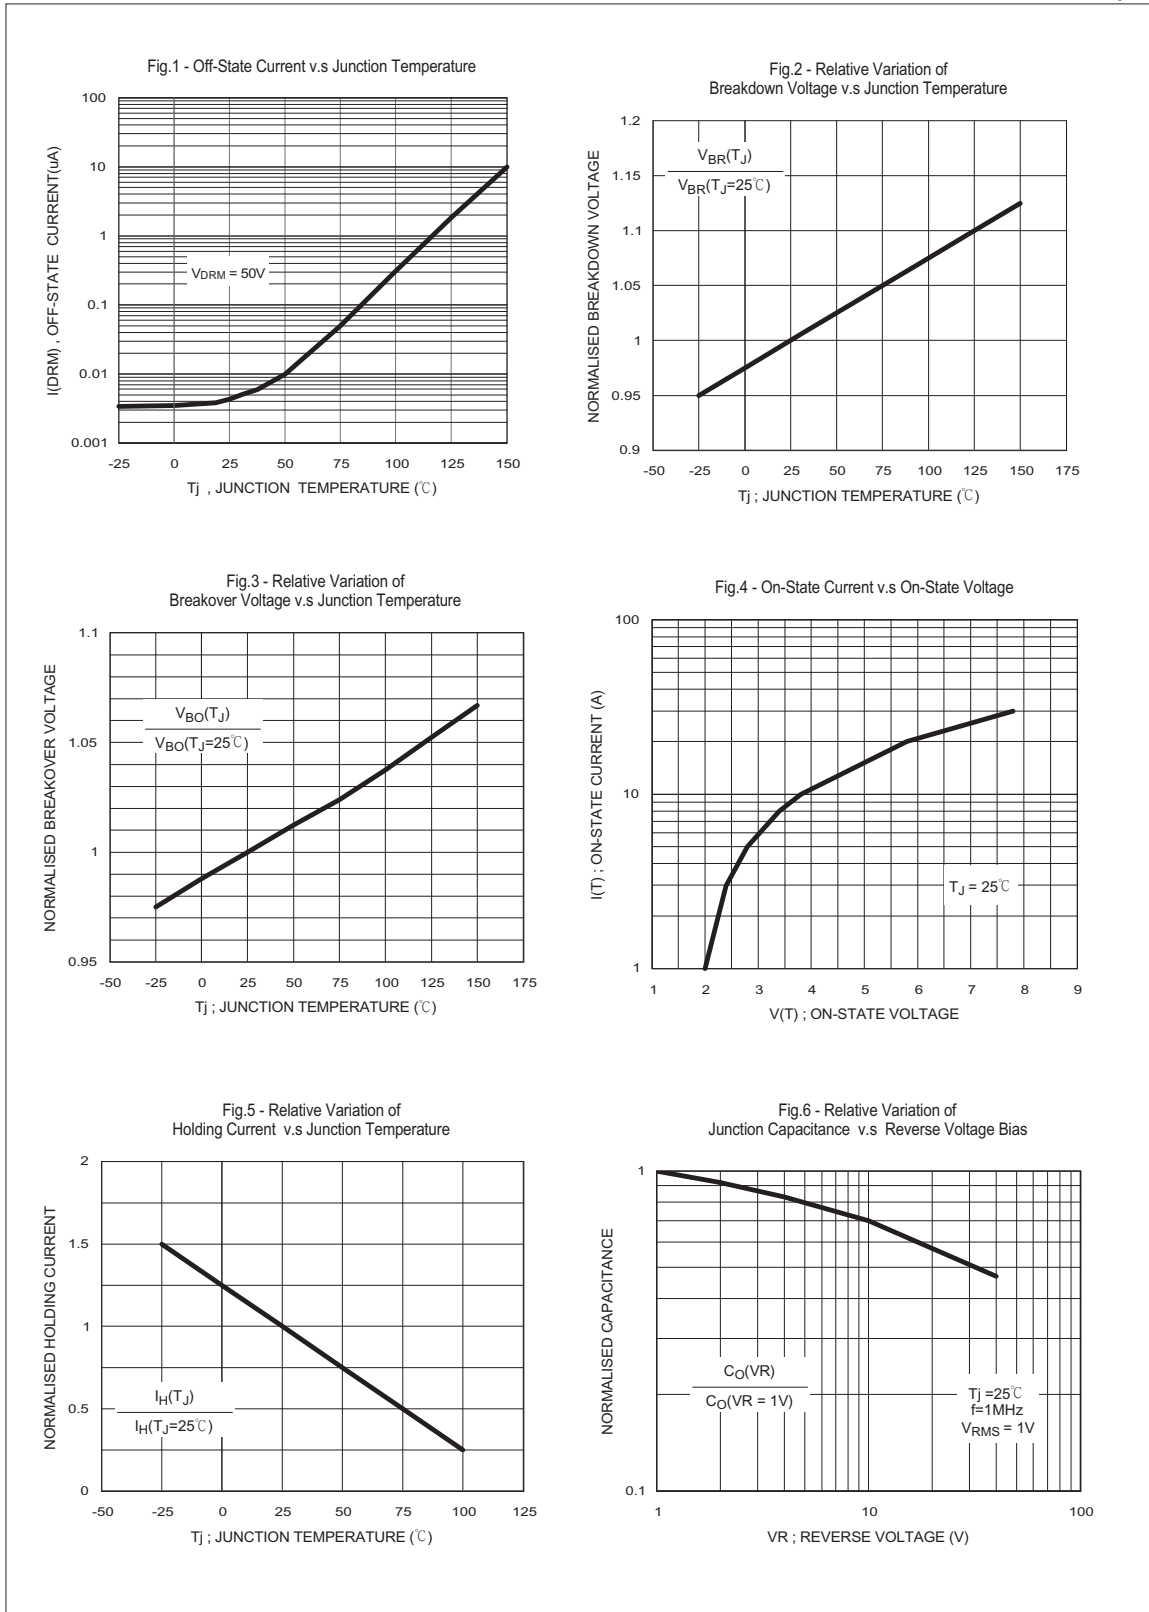 Fig.1 - Off-State Current v.s Junction Temperature
100
10
1
0.1
0.01
0.001
I(DRM) , OFF-STATE CURRENT(uA)
VDRM = 50V
-25 0 25 50 75 100 125 150
Tj , JUNCTION TEMPERATURE (℃)
Fig.2 - Relative Variation of
Breakdown Voltage v.s Junction Temperature
1.2
1.15
1.1
1.05
1
0.95
0.9
NORMALISED BREAKDOWN VOLTAGE
VBR(TJ)
VBR(TJ=25℃)
-50 -25 0 25 50 75 100 125 150 175
Tj ; JUNCTION TEMPERATURE (℃)
Fig.3 - Relative Variation of
Breakover Voltage v.s Junction Temperature
1.1
1.05
1
0.95
NORMALISED BREAKOVER VOLTAGE
VBO(TJ)
VBO(TJ=25℃)
-50 -25 0 25 50 75 100 125 150 175
Tj ; JUNCTION TEMPERATURE (℃)
Fig.4 - On-State Current v.s On-State Voltage
100
10
1
I(T) ; ON-STATE CURRENT (A)
TJ = 25℃
1 2 3 4 5 6 7 8 9
V(T) ; ON-STATE VOLTAGE
Fig.5 - Relative Variation of
Holding Current v.s Junction Temperature
2
1.5
1
0.5
0
NORMALISED HOLDING CURRENT
IH(TJ)
IH(TJ=25℃)
-50 -25 0 25 50 75 100 125
Tj ; JUNCTION TEMPERATURE (℃)
Fig.6 - Relative Variation of
Junction Capacitance v.s Reverse Voltage Bias
1
0.1
NORMALISED CAPACITANCE
CO(VR)
CO(VR = 1V)
Tj =25℃
f=1MHz
VRMS = 1V
1 10 100
VR ; REVERSE VOLTAGE (V)